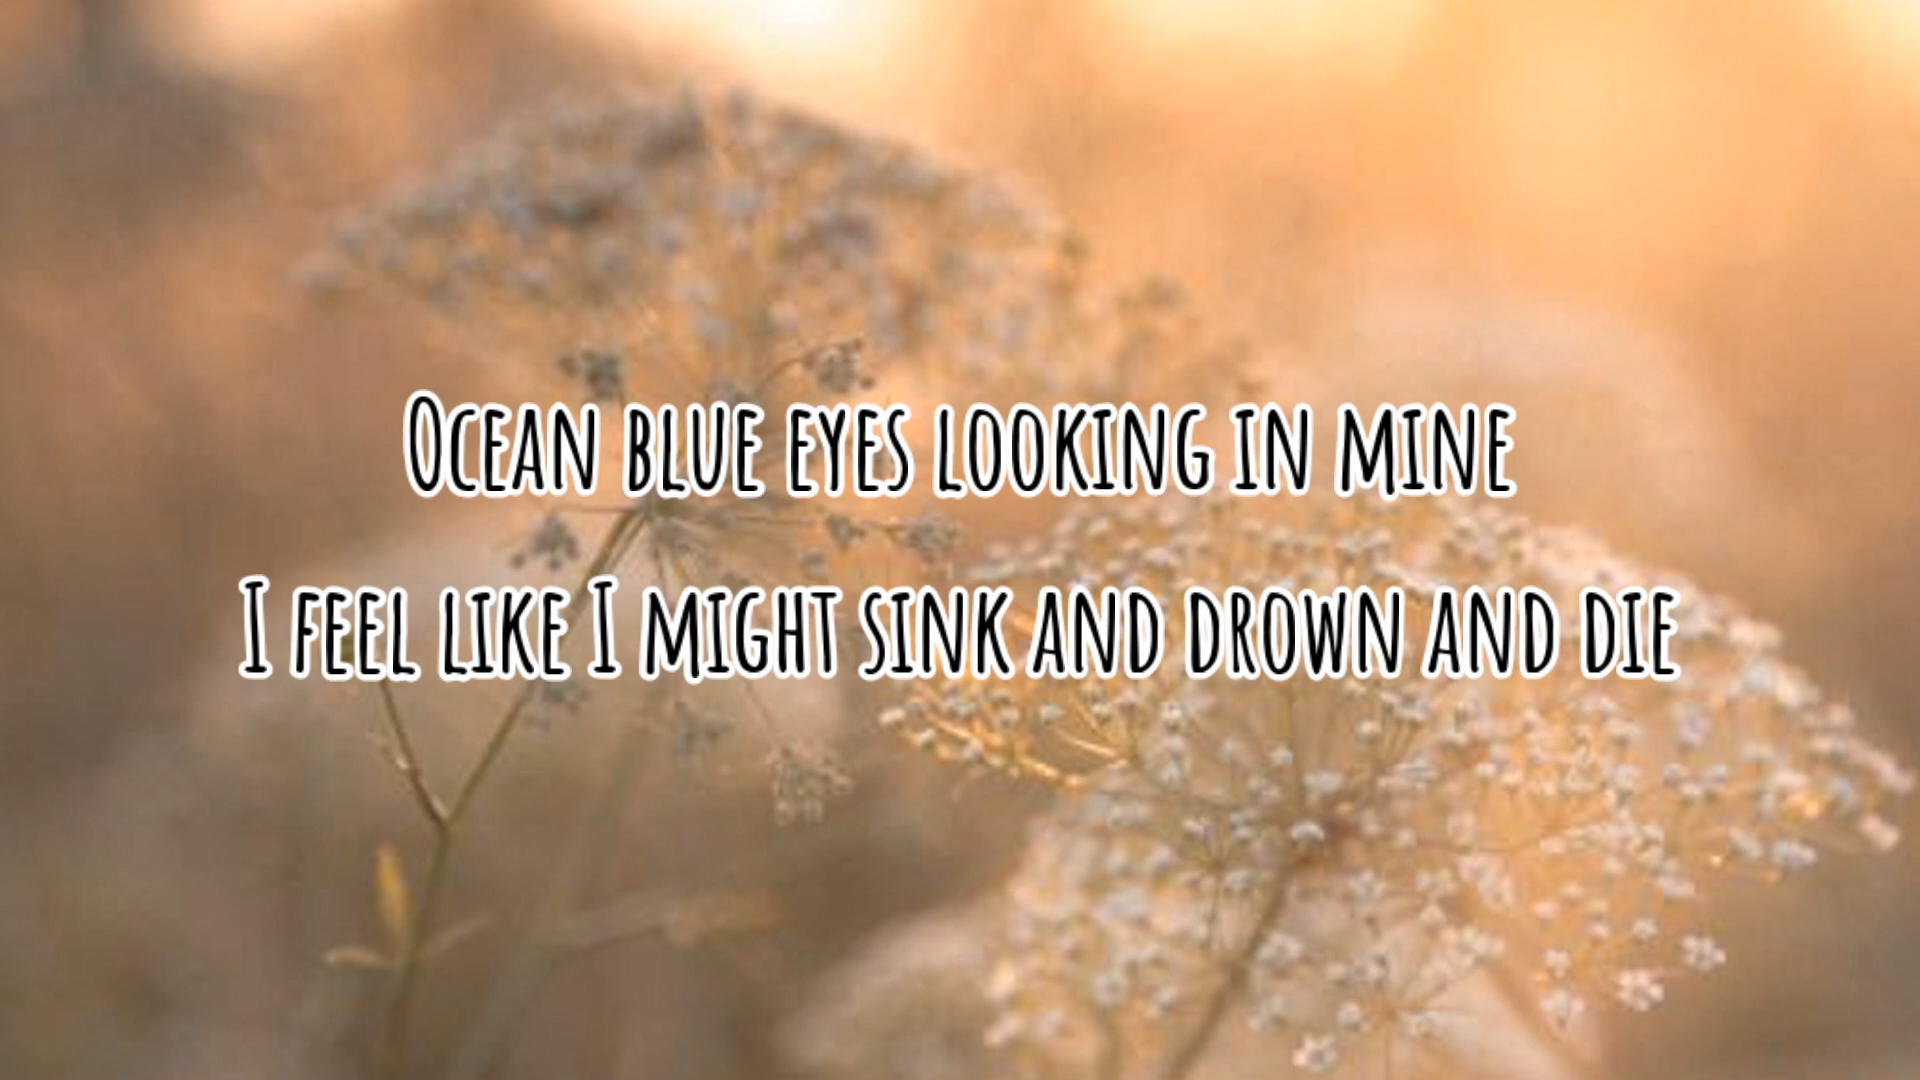 Ocean blue eyes looking in mine
I feel like I might sink and drown and die